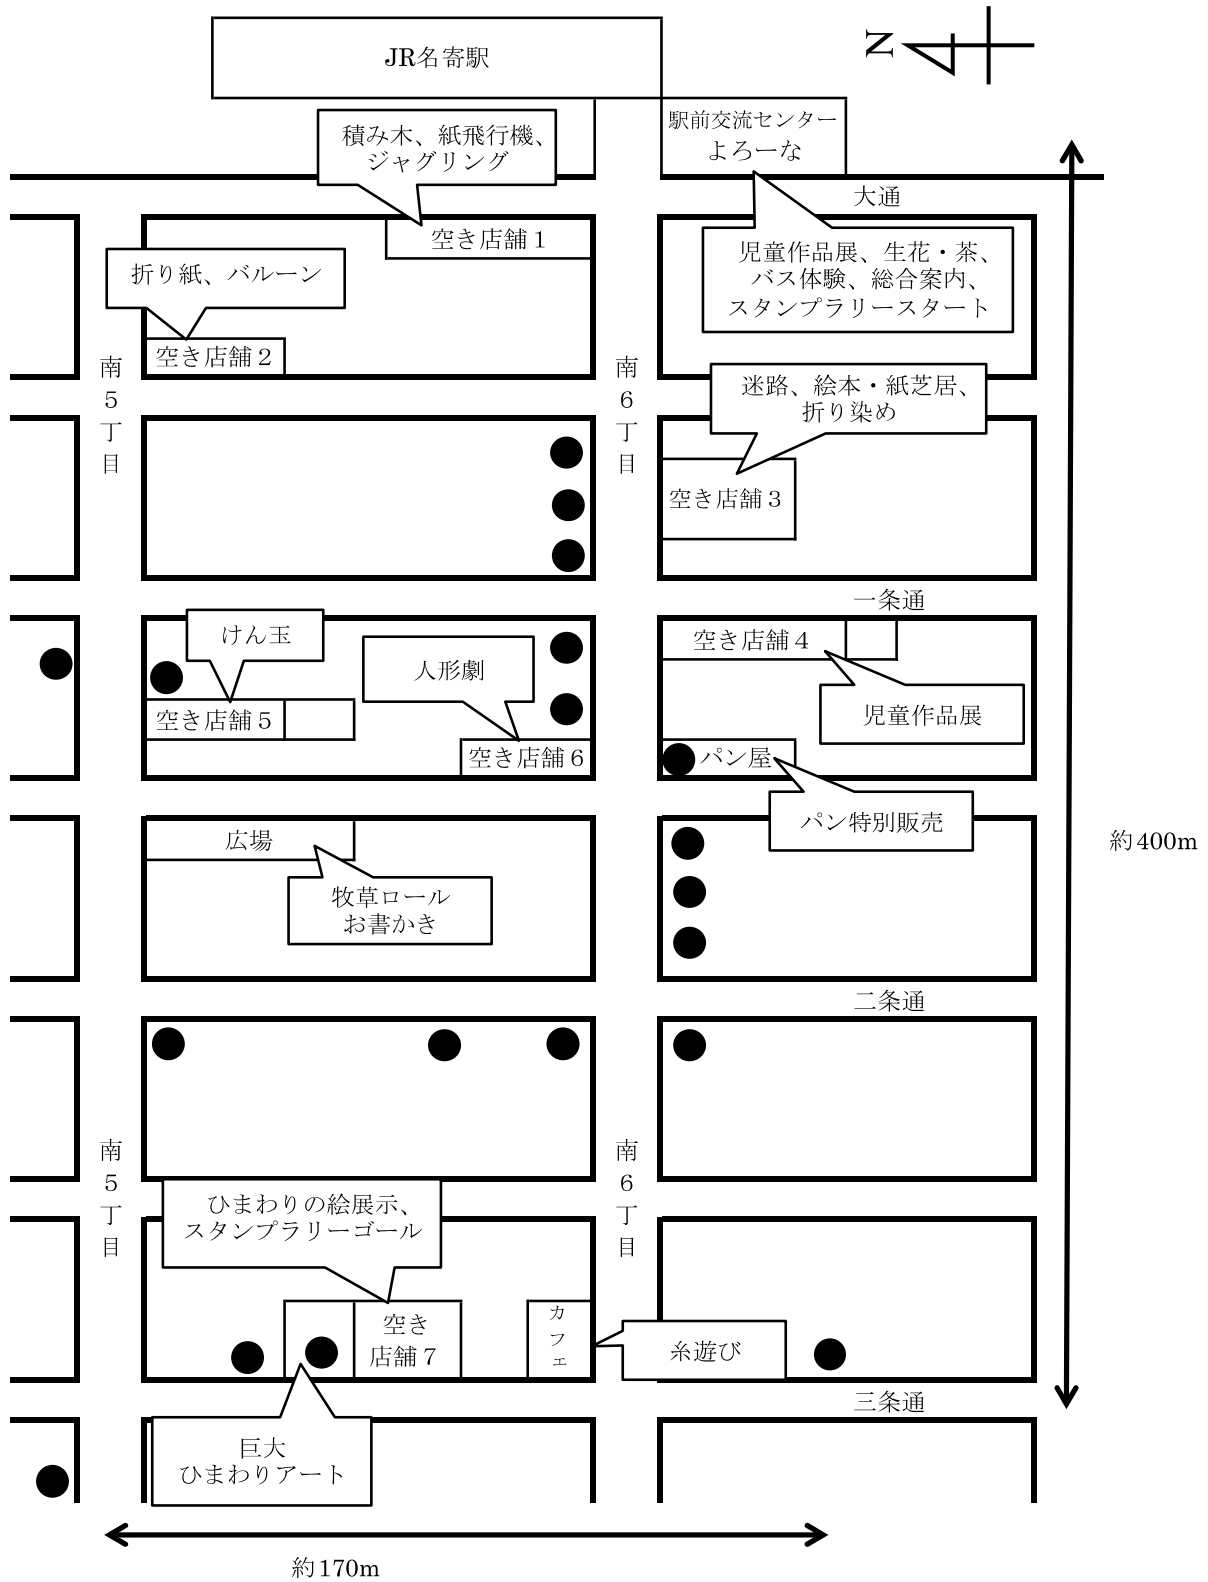 JR名寄駅
N
駅前交流センター
よろーな
積み木、紙飛行機、
ジャグリング
大通
空き店舗1
児童作品展、生花・茶、
バス体験、総合案内、
スタンプラリースタート
折り紙、バルーン
空き店舗2
南5丁目
南6丁目
迷路、絵本・紙芝居、
折り染め
空き店舗3
一条通
けん玉
人形劇
空き店舗4
児童作品展
空き店舗5
空き店舗6
パン屋
パン特別販売
広場
牧草ロール
お書かき
約400m
二条通
南5丁目
南6丁目
ひまわりの絵展示、
スタンプラリーゴール
空き
店舗7
カフェ
糸遊び
三条通
巨大
ひまわりアート
約170m